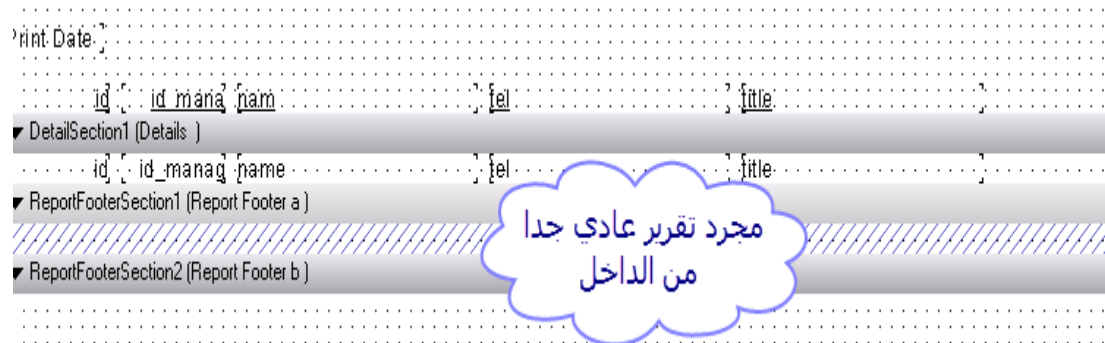 Print Date
id id_mana nam tel title
DetailSection1 (Details )
id id_manag name tel title
ReportFooterSection1 (Report Footer a )
ReportFooterSection2 (Report Footer b )
مجرد تقرير عادي جدا
من الداخل